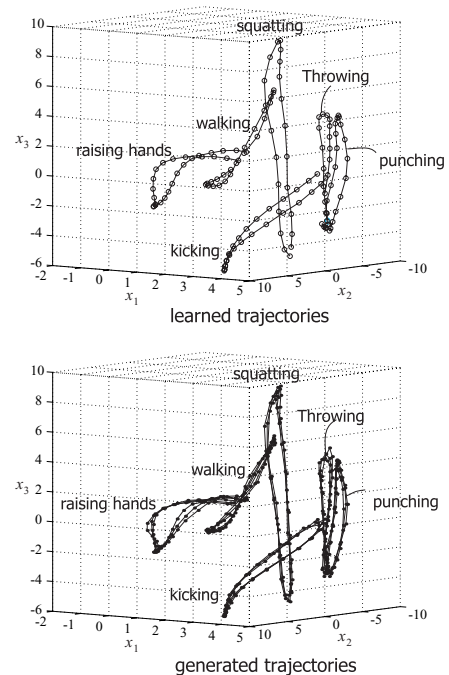 10
squatting
8
Throwing
6
4
walking
x3
2
raising hands
punching
0
-2
kicking
-4
-6
-2 -1 0 1 2 3 4 5 10 5 0 -5 -10
x1 x2
learned trajectories
10
squatting
8
Throwing
6
4
walking
x3
2
raising hands
punching
0
-2
kicking
-4
-6
-2 -1 0 1 2 3 4 5 10 5 0 -5 -10
x1 x2
generated trajectories